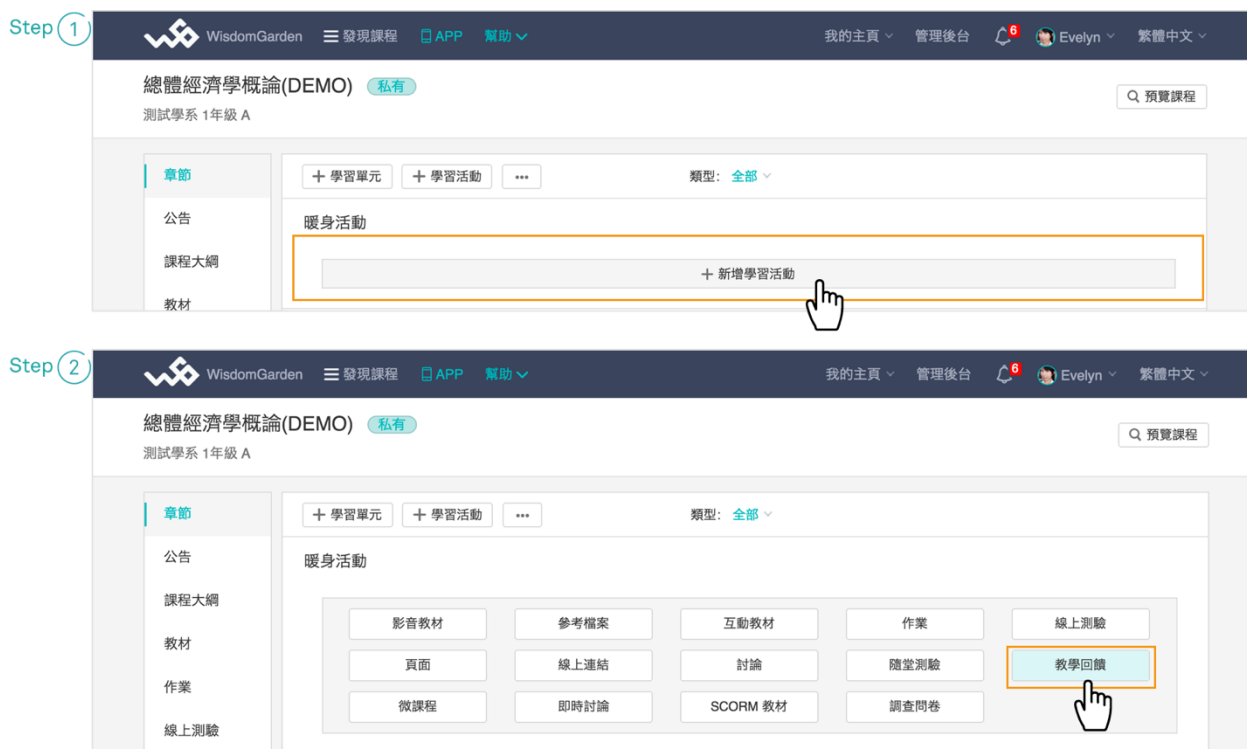 Step 1
WisdomGarden 發現課程 APP 幫助 我的主頁 管理後台 6 Evelyn 繁體中文
總體經濟學概論(DEMO) 私有
預覽課程
測試學系 1年級 A
章節
+ 學習單元 + 學習活動 ••• 類型: 全部
公告
暖身活動
課程大綱
+ 新增學習活動
教材
Step 2
WisdomGarden 發現課程 APP 幫助 我的主頁 管理後台 6 Evelyn 繁體中文
總體經濟學概論(DEMO) 私有
預覽課程
測試學系 1年級 A
章節
+ 學習單元 + 學習活動 ••• 類型: 全部
公告
暖身活動
課程大綱
影音教材 參考檔案 互動教材 作業 線上測驗
教材
頁面 線上連結 討論 隨堂測驗 教學回饋
作業
微課程 即時討論 SCORM 教材 調查問卷
線上測驗